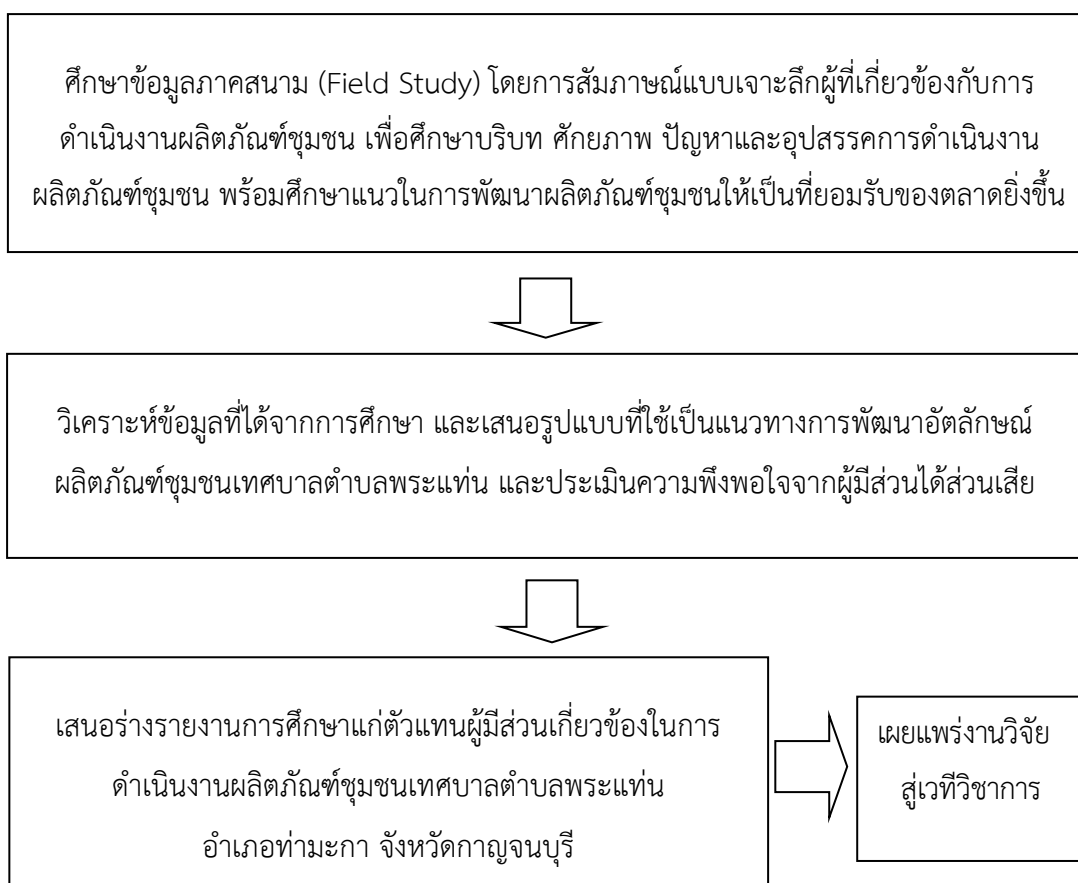 ศึกษาข้อมูลภาคสนาม (Field Study) โดยการสัมภาษณ์แบบเจาะลึกผู้ที่เกี่ยวข้องกับการ
ดำเนินงานผลิตภัณฑ์ชุมชน เพื่อศึกษาบริบท ศักยภาพ ปัญหาและอุปสรรคการดำเนินงาน
ผลิตภัณฑ์ชุมชน พร้อมศึกษาแนวในการพัฒนาผลิตภัณฑ์ชุมชนให้เป็นที่ยอมรับของตลาดยิ่งขึ้น
วิเคราะห์ข้อมูลที่ได้จากการศึกษา และเสนอรูปแบบที่ใช้เป็นแนวทางการพัฒนาอัตลักษณ์
ผลิตภัณฑ์ชุมชนเทศบาลตำบลพระแท่น และประเมินความพึงพอใจจากผู้มีส่วนได้ส่วนเสีย
เสนอร่างรายงานการศึกษาแก่ตัวแทนผู้มีส่วนเกี่ยวข้องในการ
ดำเนินงานผลิตภัณฑ์ชุมชนเทศบาลตำบลพระแท่น
อำเภอท่ามะกา จังหวัดกาญจนบุรี
เผยแพร่งานวิจัย
สู่เวทีวิชาการ